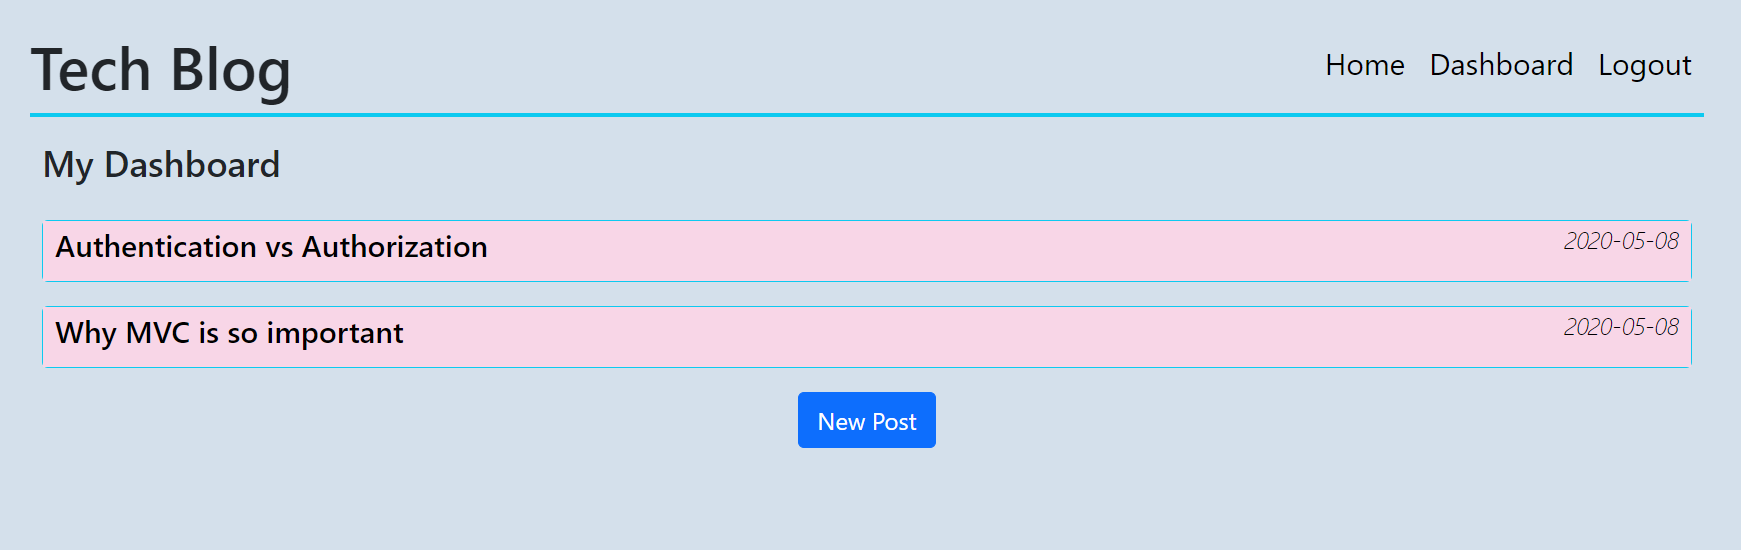 Tech Blog
Home Dashboard Logout
My Dashboard
Authentication vs Authorization 2020-05-08
Why MVC is so important 2020-05-08
New Post